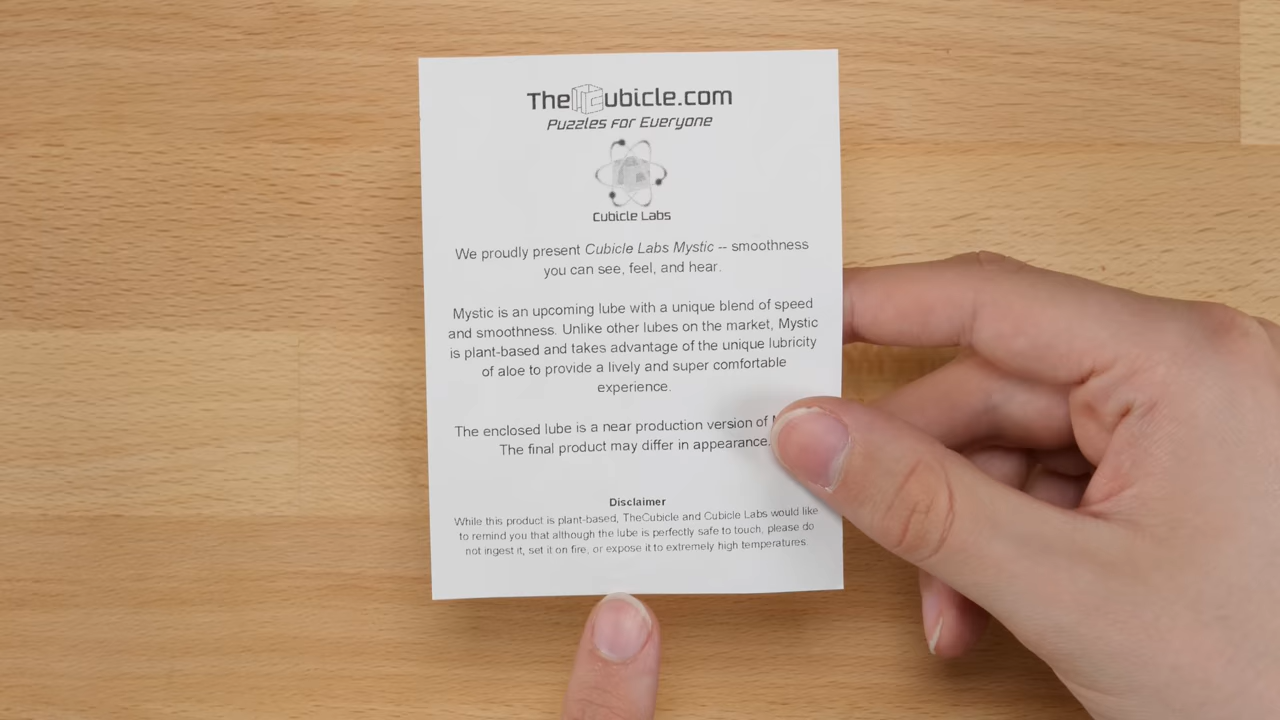 TheCubicle.com
Puzzles for Everyone
Cubicle Labs
We proudly present Cubicle Labs Mystic -- smoothness
you can see, feel, and hear.
Mystic is an upcoming lube with a unique blend of speed
and smoothness. Unlike other lubes on the market, Mystic
is plant-based and takes advantage of the unique lubricity
of aloe to provide a lively and super comfortable
experience.
The enclosed lube is a near production version of
The final product may differ in appearance.
Disclaimer
While this product is plant-based, TheCubicle and Cubicle Labs would like
to remind you that although the lube is perfectly safe to touch, please do
not ingest it, set it on fire, or expose it to extremely high temperatures.